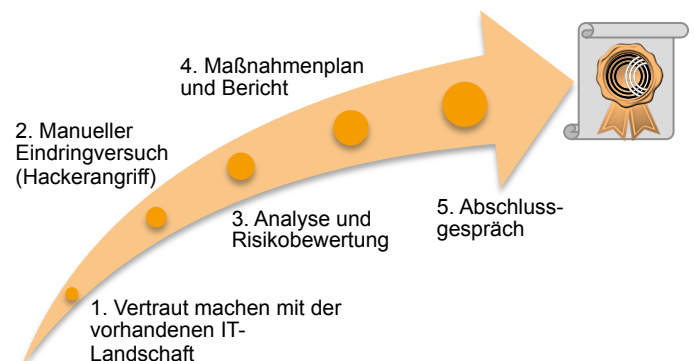 4. Maßnahmenplan
und Bericht
2. Manueller
Eindringversuch
(Hackerangriff)
3. Analyse und
Risikobewertung
5. Abschluss-
gespräch
1. Vertraut machen mit der
vorhandenen IT-
Landschaft